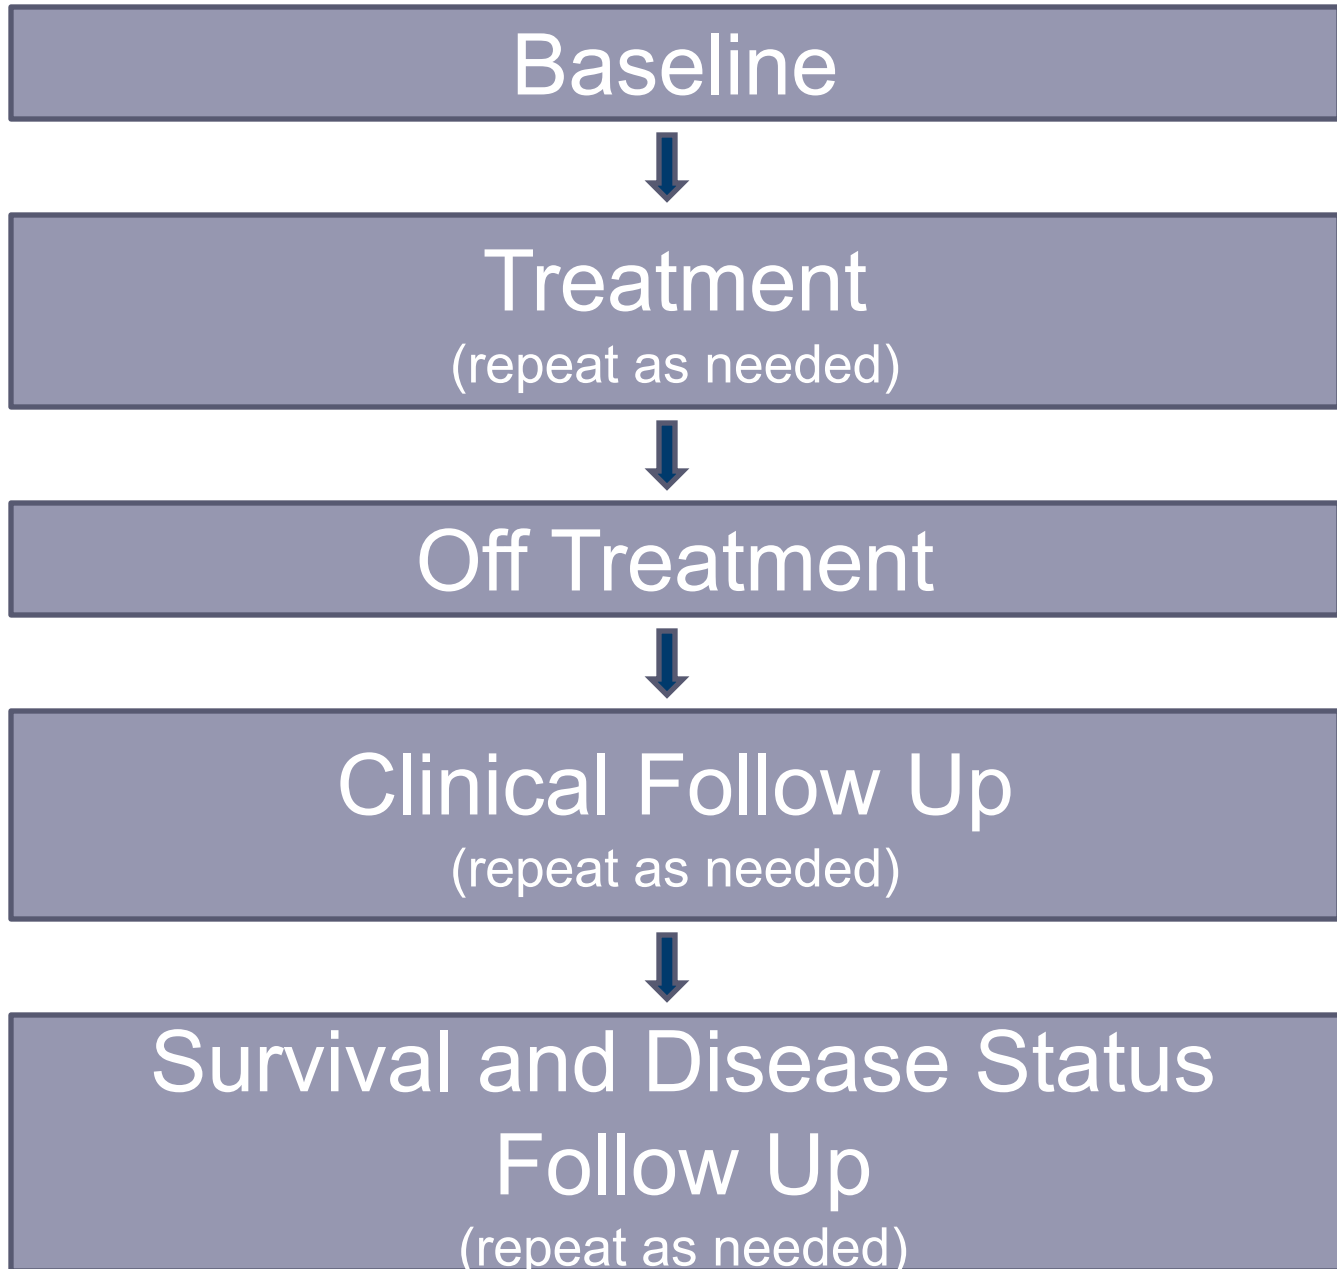 Baseline
Treatment
(repeat as needed)
Off Treatment
Clinical Follow Up
(repeat as needed)
Survival and Disease Status
Follow Up
(repeat as needed)